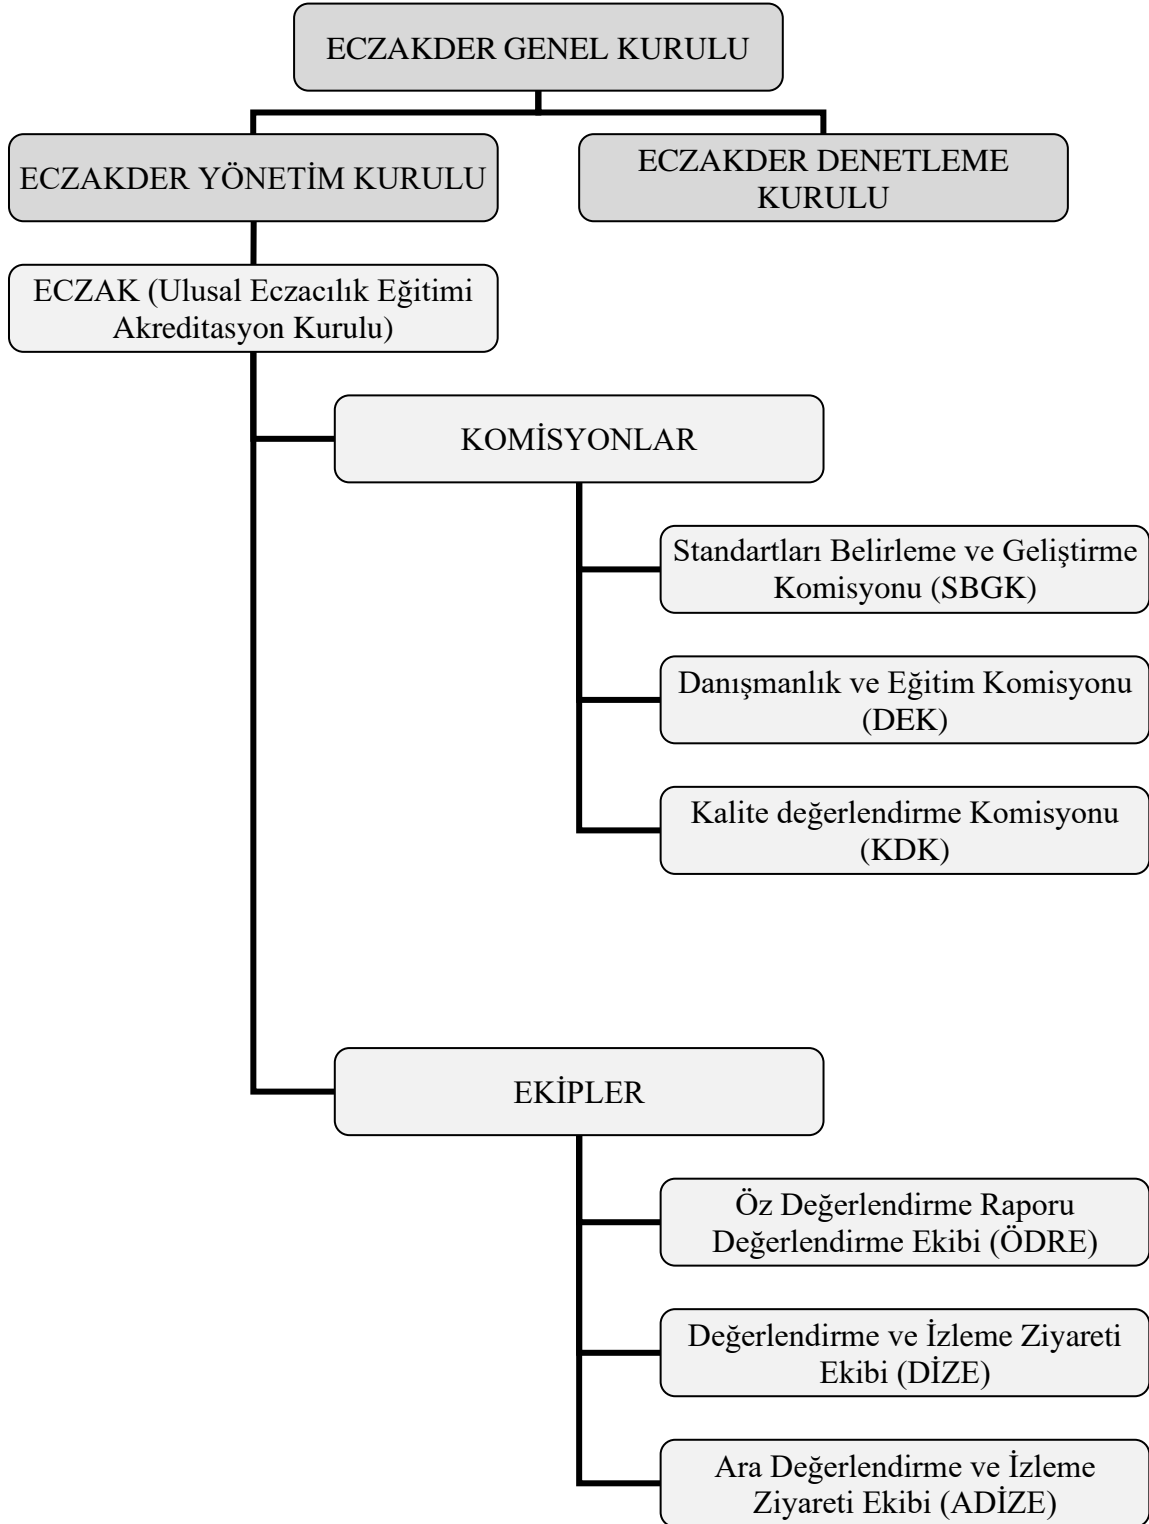 ECZAKDER GENEL KURULU
ECZAKDER YÖNETİM KURULU
ECZAKDER DENETLEME
KURULU
ECZAK (Ulusal Eczacılık Eğitimi
Akreditasyon Kurulu)
KOMİSYONLAR
Standartları Belirleme ve Geliştirme
Komisyonu (SBGK)
Danışmanlık ve Eğitim Komisyonu
(DEK)
Kalite değerlendirme Komisyonu
(KDK)
EKİPLER
Öz Değerlendirme Raporu
Değerlendirme Ekibi (ÖDRE)
Değerlendirme ve İzleme Ziyareti
Ekibi (DİZE)
Ara Değerlendirme ve İzleme
Ziyareti Ekibi (ADİZE)